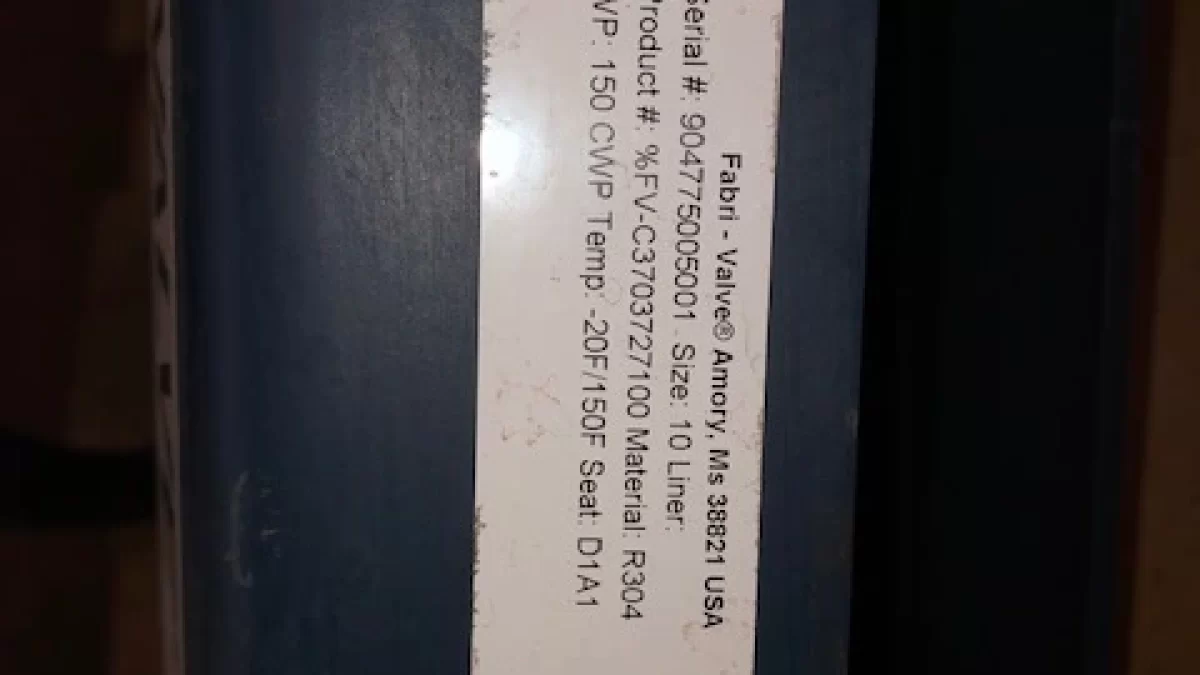 Fabri - Valve® Amory, Ms 38821 USA
Serial #: 904775005001 . Size: 10 Liner:
Product #: %FV-C3703727100 Material: R304
WP: 150 CWP Temp: -20F/150F Seat: D1A1